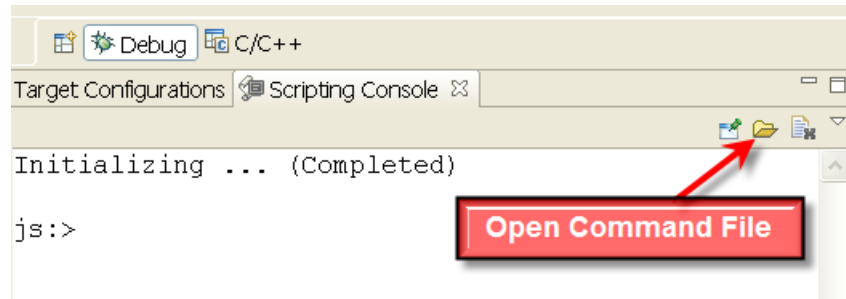 Debug C/C++
Target Configurations Scripting Console
Initializing ... (Completed)
js:>
Open Command File